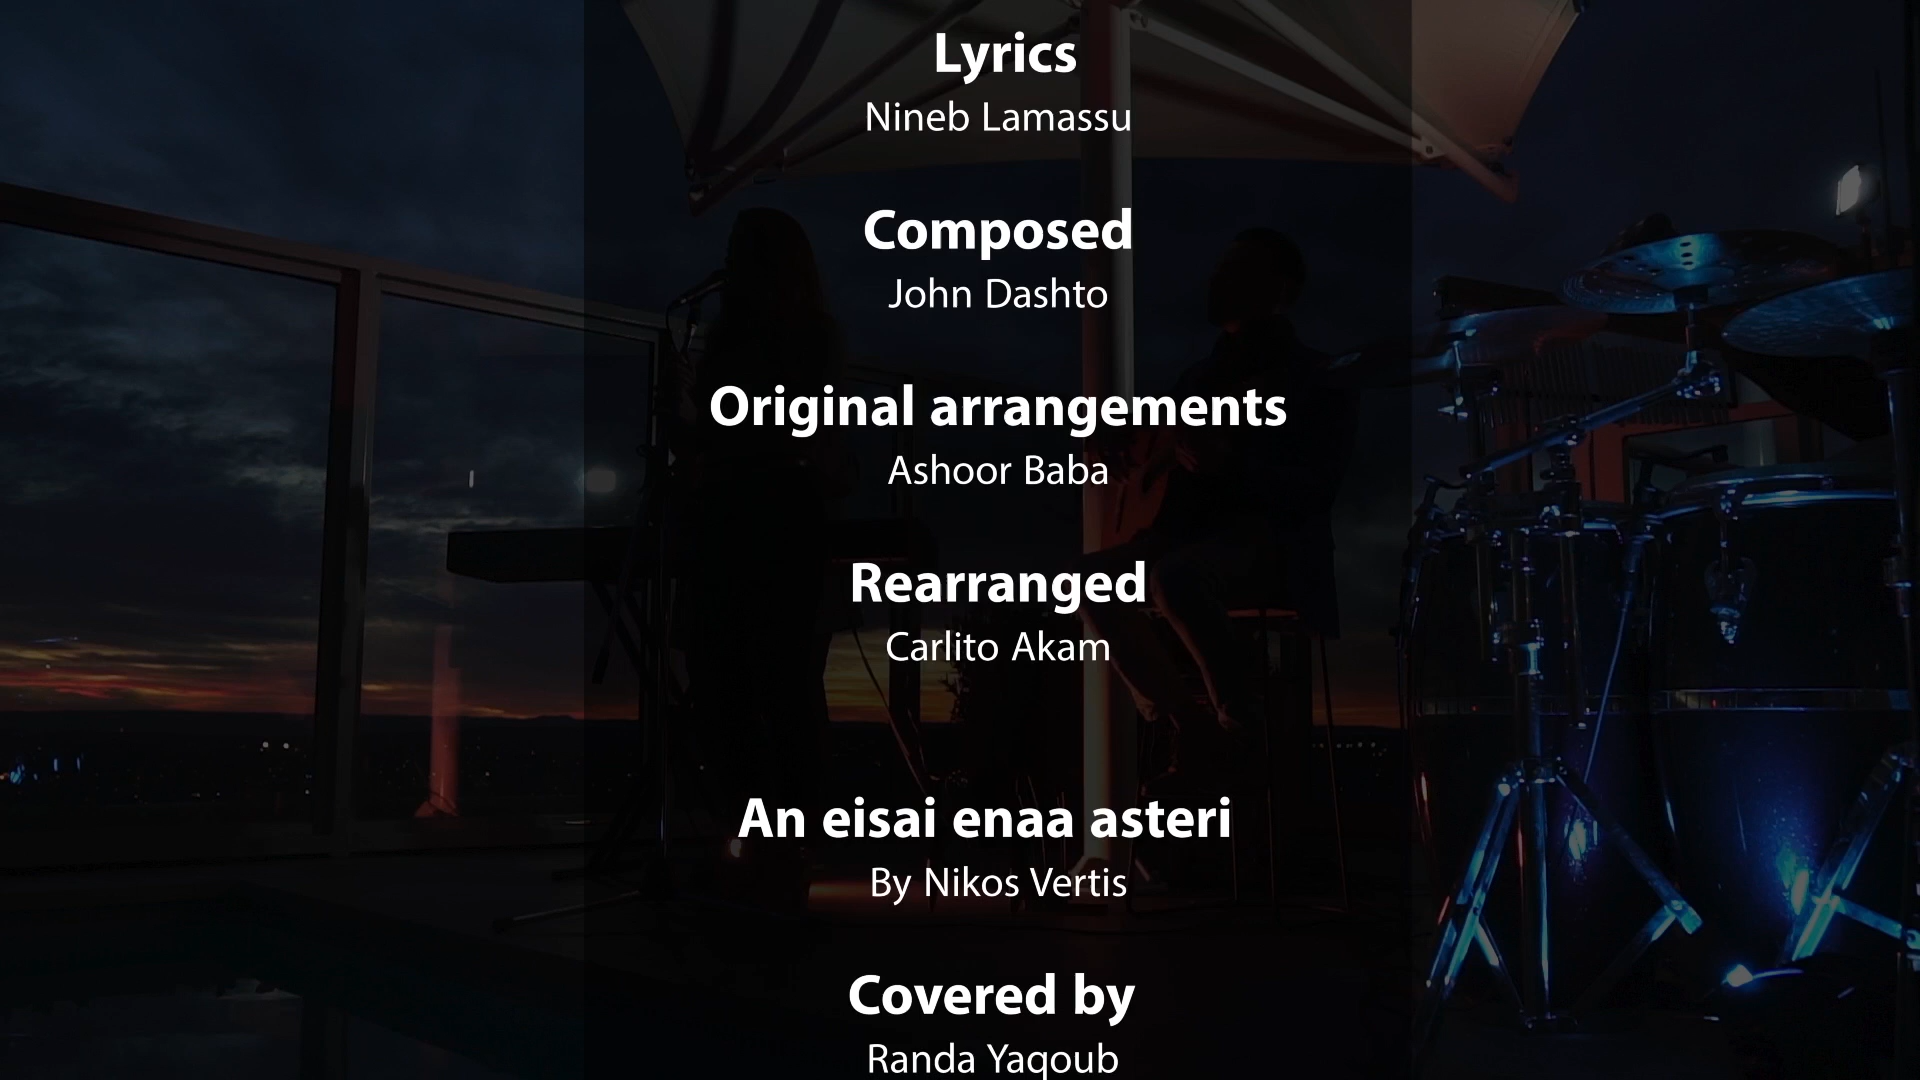 Lyrics
Nineb Lamassu
Composed
John Dashto
Original arrangements
Ashoor Baba
Rearranged
Carlito Akam
An eisai enaa asteri
By Nikos Vertis
Covered by
Randa Yaqoub